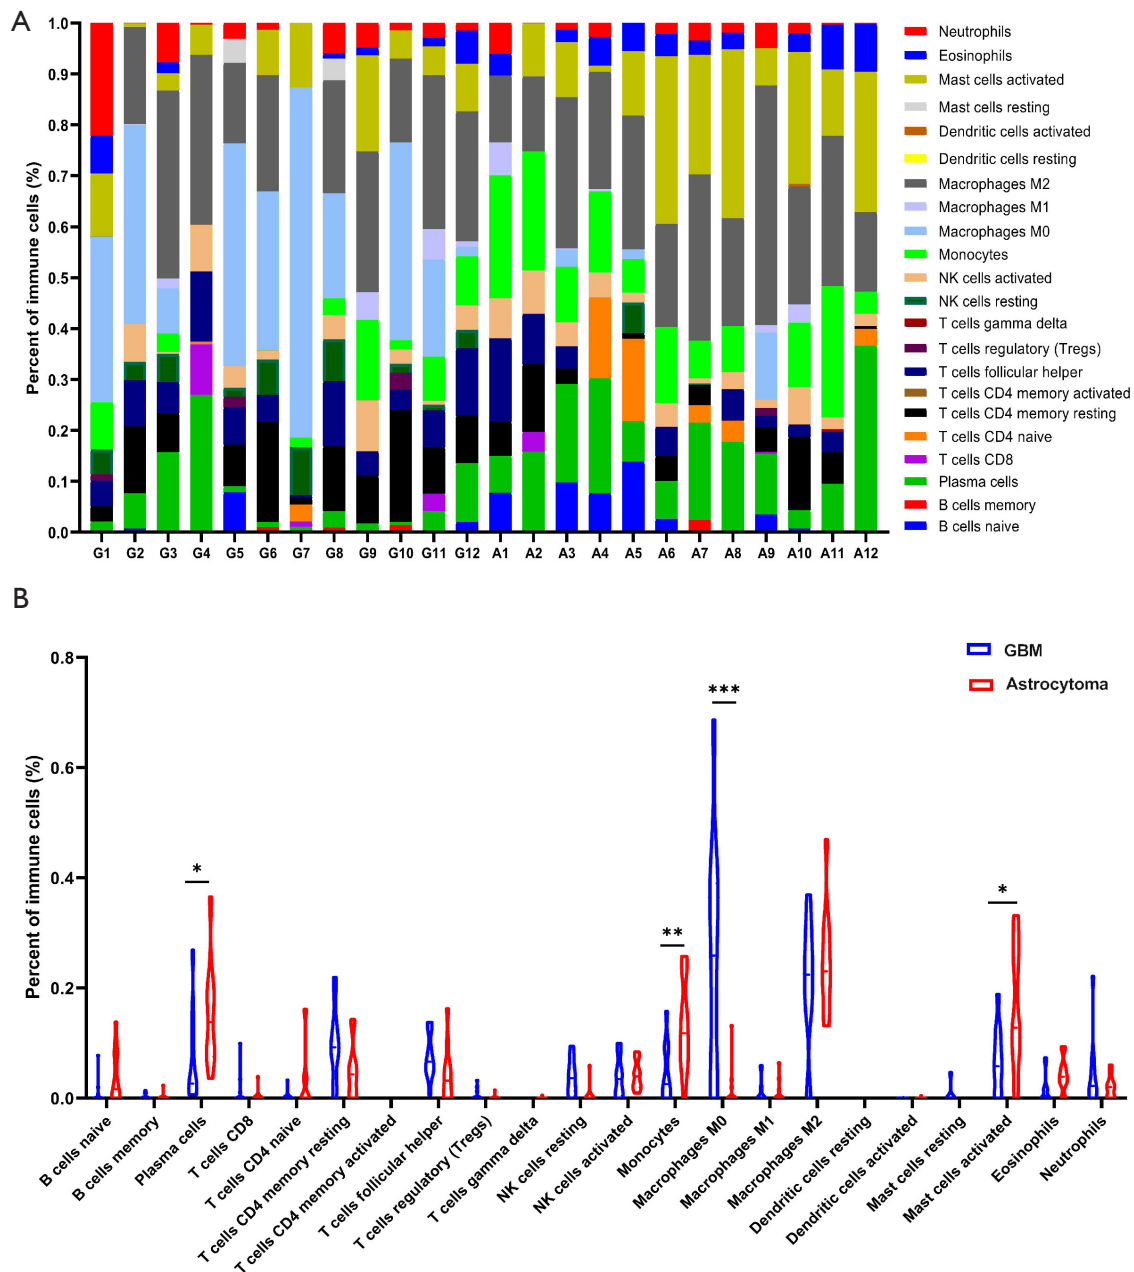 A
Percent of immune cells (%)
1.0
0.9
0.8
0.7
0.6
0.5
0.4
0.3
0.2
0.1
0.0
G1 G2 G3 G4 G5 G6 G7 G8 G9 G10 G11 G12 A1 A2 A3 A4 A5 A6 A7 A8 A9 A10 A11 A12
Neutrophils
Eosinophils
Mast cells activated
Mast cells resting
Dendritic cells activated
Dendritic cells resting
Macrophages M2
Macrophages M1
Macrophages M0
Monocytes
NK cells activated
NK cells resting
T cells gamma delta
T cells regulatory (Tregs)
T cells follicular helper
T cells CD4 memory activated
T cells CD4 memory resting
T cells CD4 naive
T cells CD8
Plasma cells
B cells memory
B cells naive
B
Percent of immune cells (%)
0.8
0.6
0.4
0.2
0.0
GBM
Astrocytoma
*
**
***
*
B cells naive
B cells memory
Plasma cells
T cells CD8
T cells CD4 naive
T cells CD4 memory resting
T cells CD4 memory activated
T cells follicular helper
T cells regulatory (Tregs)
T cells gamma delta
NK cells resting
NK cells activated
Monocytes
Macrophages M0
Macrophages M1
Macrophages M2
Dendritic cells resting
Dendritic cells activated
Mast cells resting
Mast cells activated
Eosinophils
Neutrophils